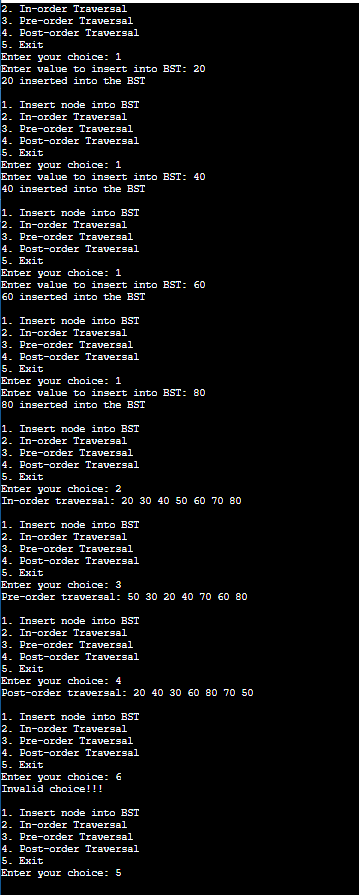 2. In-order Traversal
3. Pre-order Traversal
4. Post-order Traversal
5. Exit
Enter your choice: 1
Enter value to insert into BST: 20
20 inserted into the BST
1. Insert node into BST
2. In-order Traversal
3. Pre-order Traversal
4. Post-order Traversal
5. Exit
Enter your choice: 1
Enter value to insert into BST: 40
40 inserted into the BST
1. Insert node into BST
2. In-order Traversal
3. Pre-order Traversal
4. Post-order Traversal
5. Exit
Enter your choice: 1
Enter value to insert into BST: 60
60 inserted into the BST
1. Insert node into BST
2. In-order Traversal
3. Pre-order Traversal
4. Post-order Traversal
5. Exit
Enter your choice: 1
Enter value to insert into BST: 80
80 inserted into the BST
1. Insert node into BST
2. In-order Traversal
3. Pre-order Traversal
4. Post-order Traversal
5. Exit
Enter your choice: 2
In-order traversal: 20 30 40 50 60 70 80
1. Insert node into BST
2. In-order Traversal
3. Pre-order Traversal
4. Post-order Traversal
5. Exit
Enter your choice: 3
Pre-order traversal: 50 30 20 40 70 60 80
1. Insert node into BST
2. In-order Traversal
3. Pre-order Traversal
4. Post-order Traversal
5. Exit
Enter your choice: 4
Post-order traversal: 20 40 30 60 80 70 50
1. Insert node into BST
2. In-order Traversal
3. Pre-order Traversal
4. Post-order Traversal
5. Exit
Enter your choice: 6
Invalid choice!!!
1. Insert node into BST
2. In-order Traversal
3. Pre-order Traversal
4. Post-order Traversal
5. Exit
Enter your choice: 5